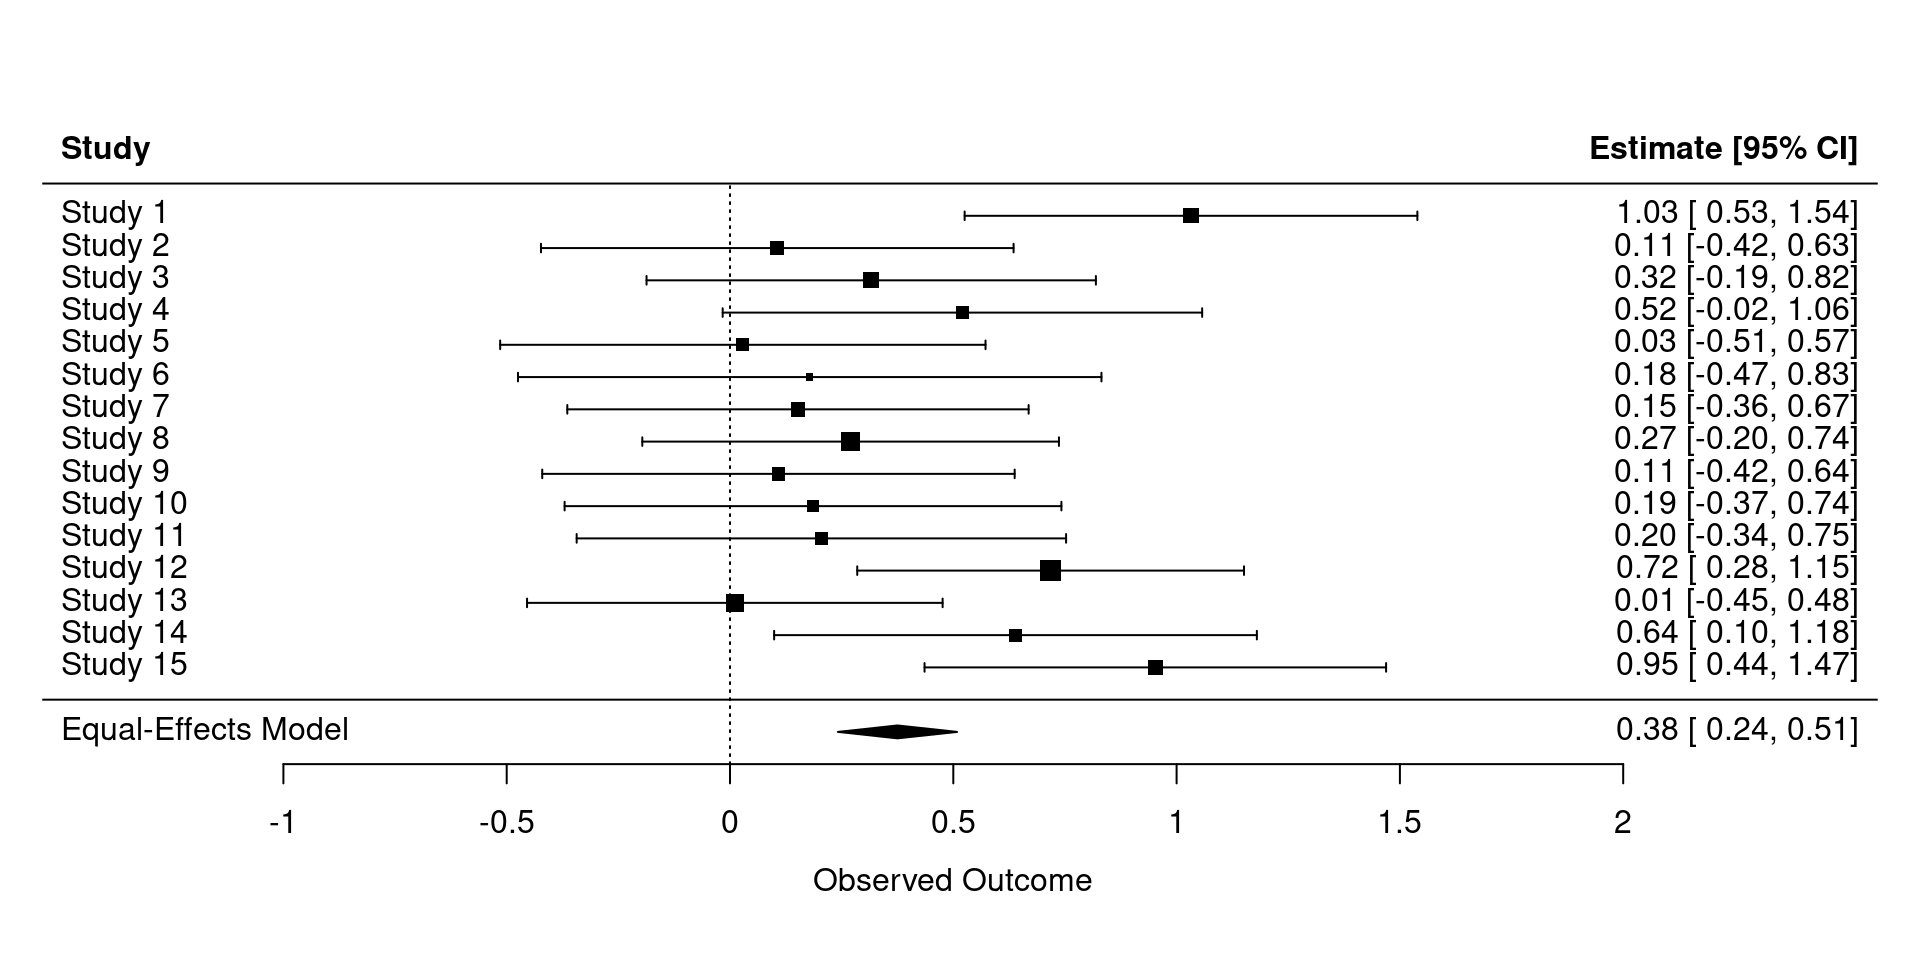 Study Estimate [95% CI]
Study 1 1.03 [ 0.53, 1.54]
Study 2 0.11 [-0.42, 0.63]
Study 3 0.32 [-0.19, 0.82]
Study 4 0.52 [-0.02, 1.06]
Study 5 0.03 [-0.51, 0.57]
Study 6 0.18 [-0.47, 0.83]
Study 7 0.15 [-0.36, 0.67]
Study 8 0.27 [-0.20, 0.74]
Study 9 0.11 [-0.42, 0.64]
Study 10 0.19 [-0.37, 0.74]
Study 11 0.20 [-0.34, 0.75]
Study 12 0.72 [ 0.28, 1.15]
Study 13 0.01 [-0.45, 0.48]
Study 14 0.64 [ 0.10, 1.18]
Study 15 0.95 [ 0.44, 1.47]
Equal-Effects Model 0.38 [ 0.24, 0.51]
-1 -0.5 0 0.5 1 1.5 2
Observed Outcome